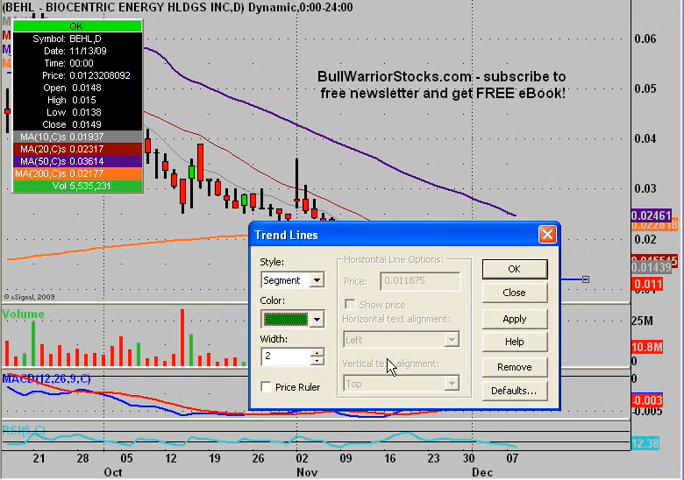 (BEHL,D - BIOCENTRIC ENERGY HLDGS INC,D) Dynamic,0:00-24:00
OK
Symbol: BEHL,D
Date: 11/13/09
Time: 00:00
Price: 0.0123208092
Open 0.0148
High 0.015
Low 0.0138
Close 0.0149
MA(10,C)s 0.01937
MA(20,C)s 0.02317
MA(50,C)s 0.03614
MA(200,C)s 0.02177
Vol 5,535,231
BullWarriorStocks.com - subscribe to
free newsletter and get FREE eBook!
0.06
0.05
0.04
0.03
0.02461
0.02
0.01439
0.011
Trend Lines
Style:
Segment
Color:
Width:
2
Price Ruler
Horizontal Line Options:
Price: 0.011875
Show price
Horizontal text alignment:
Left
Vertical text alignment:
Top
OK
Close
Apply
Help
Remove
Defaults...
© eSignal, 2009
Volume
25M
10.8M
MACD(12,26,9,C)
-0.003
-0.005
RSI(5,C)
12.38
21 28 05 12 19 26 02 09 16 23 30 07
Oct Nov Dec